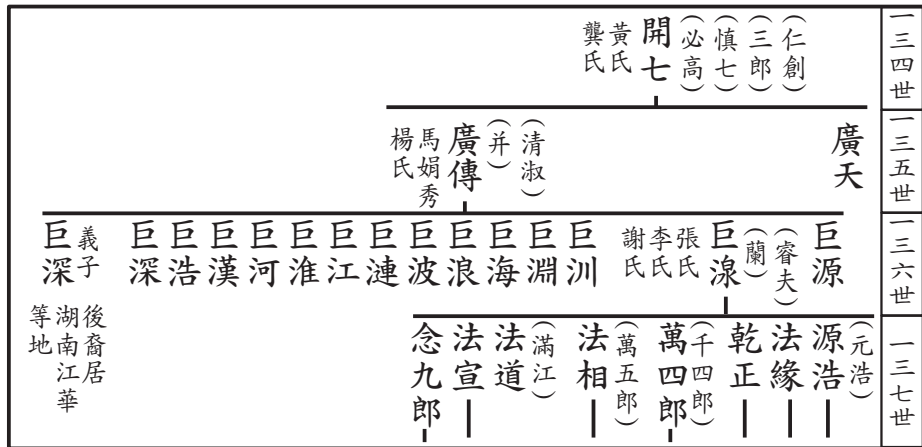 一三四世
（仁創）
（三郎）
（慎七）
（必高）
開七
黃氏
龔氏
一三五世
廣天
（清淑）
（并）
廣傳
馬娟秀
楊氏
一三六世
巨源
（睿夫）
（蘭）
巨湶
張氏
李氏
謝氏
巨汌
巨淵
巨海
巨浪
巨波
巨漣
巨江
巨淮
巨河
巨漢
巨浩
巨深
義子
巨深
後裔居
湖南江華
等地
一三七世
（元浩）
源浩
法緣
乾正
（千四郎）
萬四郎
（萬五郎）
法相
（滿江）
法道
法宣
念九郎